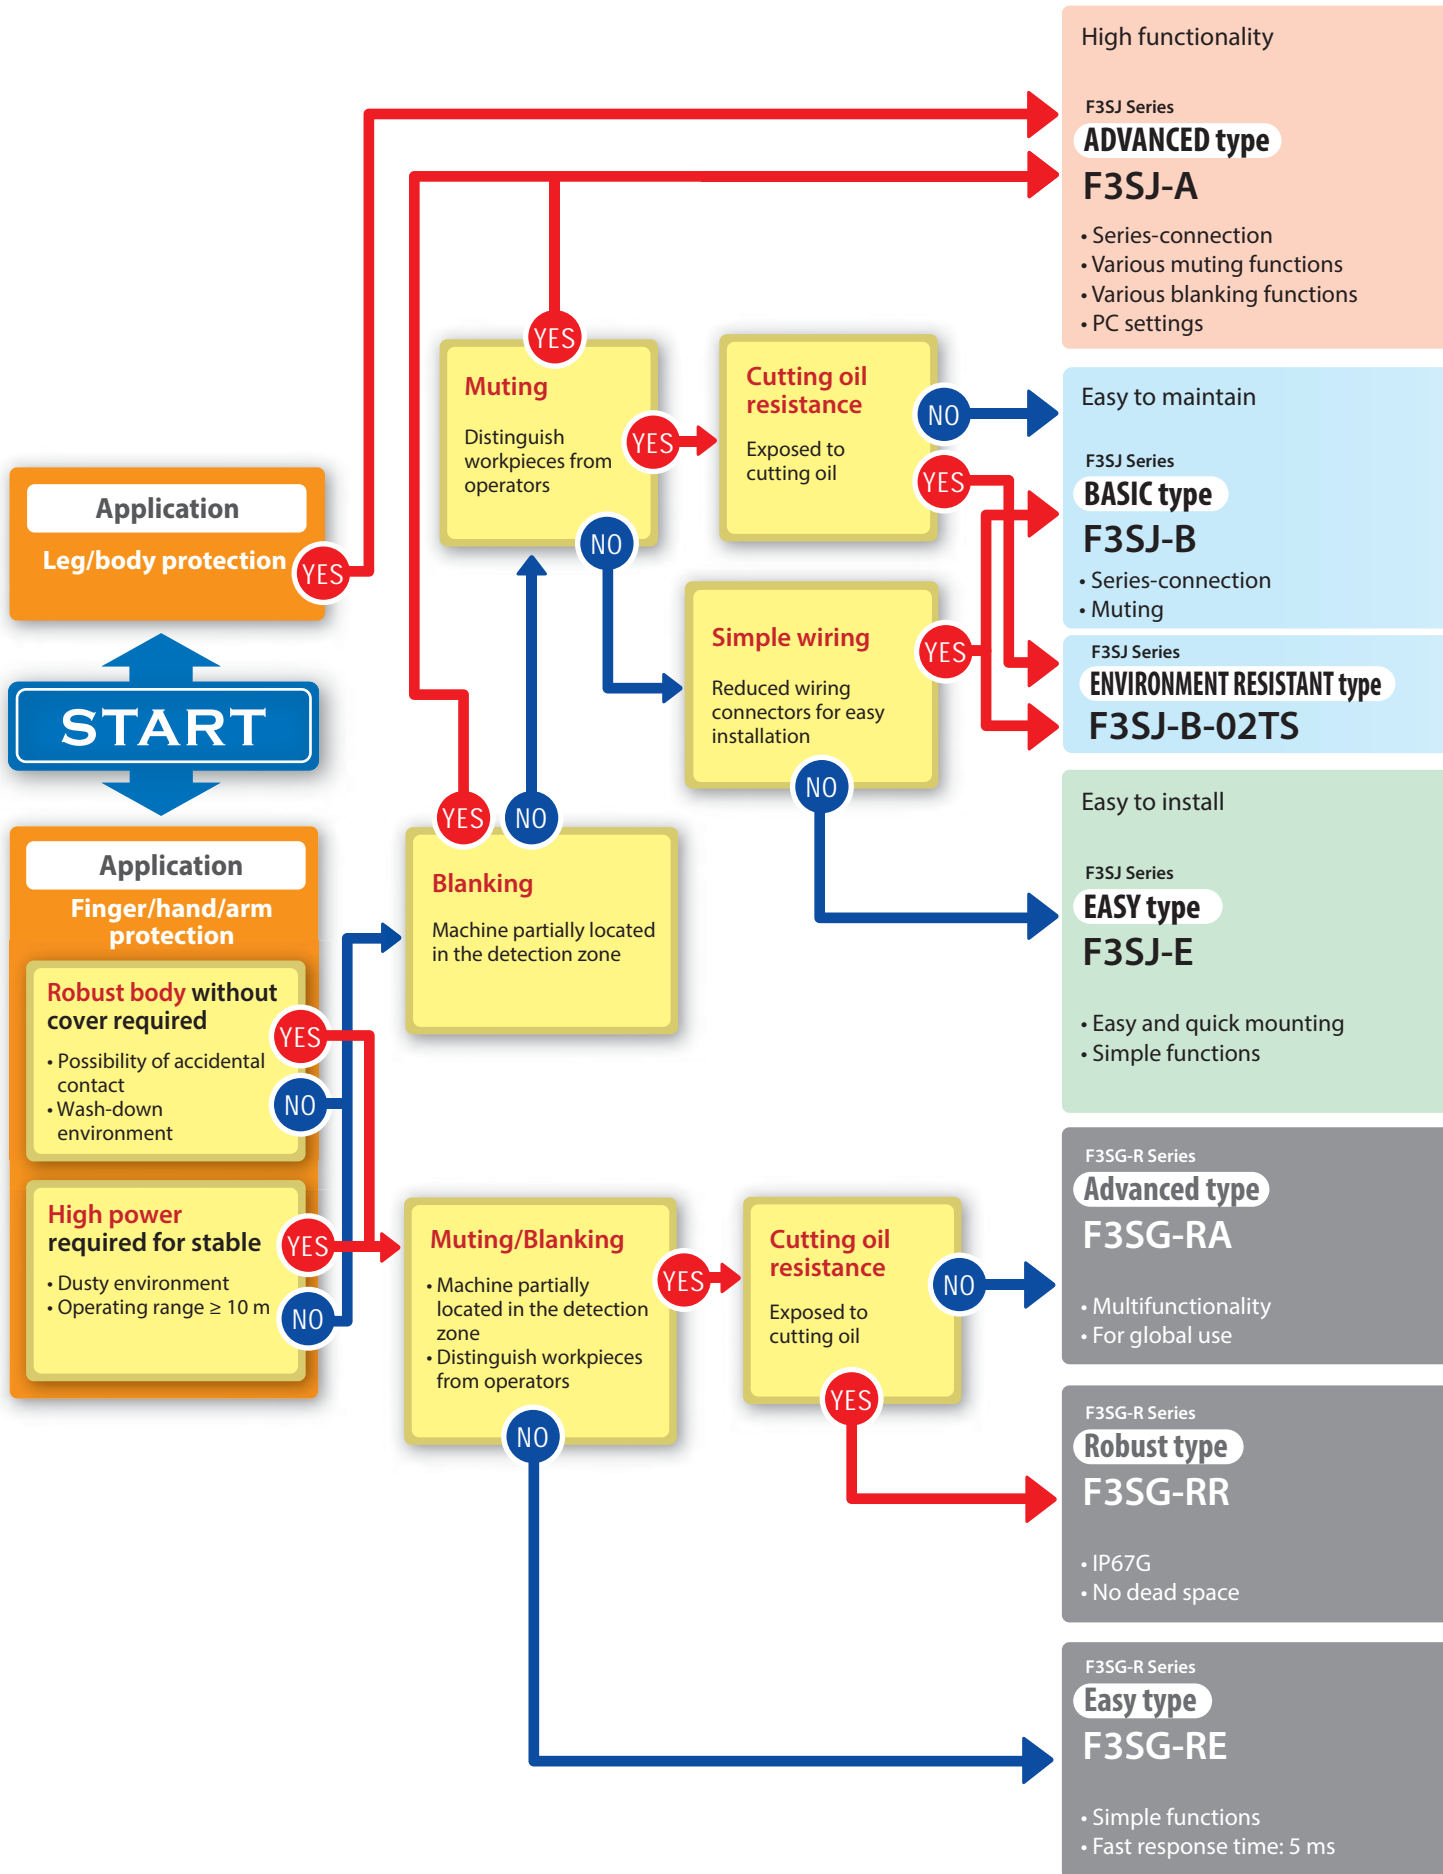 High functionality
F3SJ Series
ADVANCED type
F3SJ-A
• Series-connection
• Various muting functions
• Various blanking functions
• PC settings
YES
Muting
Distinguish
workpieces from
operators
YES
NO
Cutting oil
resistance
Exposed to
cutting oil
NO
YES
Easy to maintain
F3SJ Series
BASIC type
F3SJ-B
• Series-connection
• Muting
Application
Leg/body protection
YES
START
Simple wiring
Reduced wiring
connectors for easy
installation
YES
NO
F3SJ Series
ENVIRONMENT RESISTANT type
F3SJ-B-02TS
Easy to install
F3SJ Series
EASY type
F3SJ-E
• Easy and quick mounting
• Simple functions
YES
NO
Blanking
Machine partially located
in the detection zone
Application
Finger/hand/arm
protection
Robust body without
cover required
• Possibility of accidental
contact
• Wash-down
environment
YES
NO
High power
required for stable
• Dusty environment
• Operating range ≥ 10 m
YES
NO
Muting/Blanking
• Machine partially
located in the detection
zone
• Distinguish workpieces
from operators
YES
NO
Cutting oil
resistance
Exposed to
cutting oil
NO
YES
F3SG-R Series
Advanced type
F3SG-RA
• Multifunctionality
• For global use
F3SG-R Series
Robust type
F3SG-RR
• IP67G
• No dead space
F3SG-R Series
Easy type
F3SG-RE
• Simple functions
• Fast response time: 5 ms